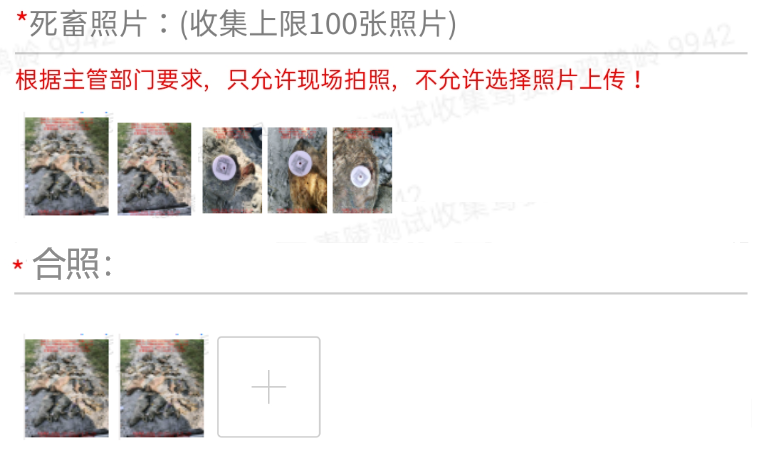 *死畜照片：(收集上限100张照片)
根据主管部门要求，只允许现场拍照，不允许选择照片上传！
* 合照：